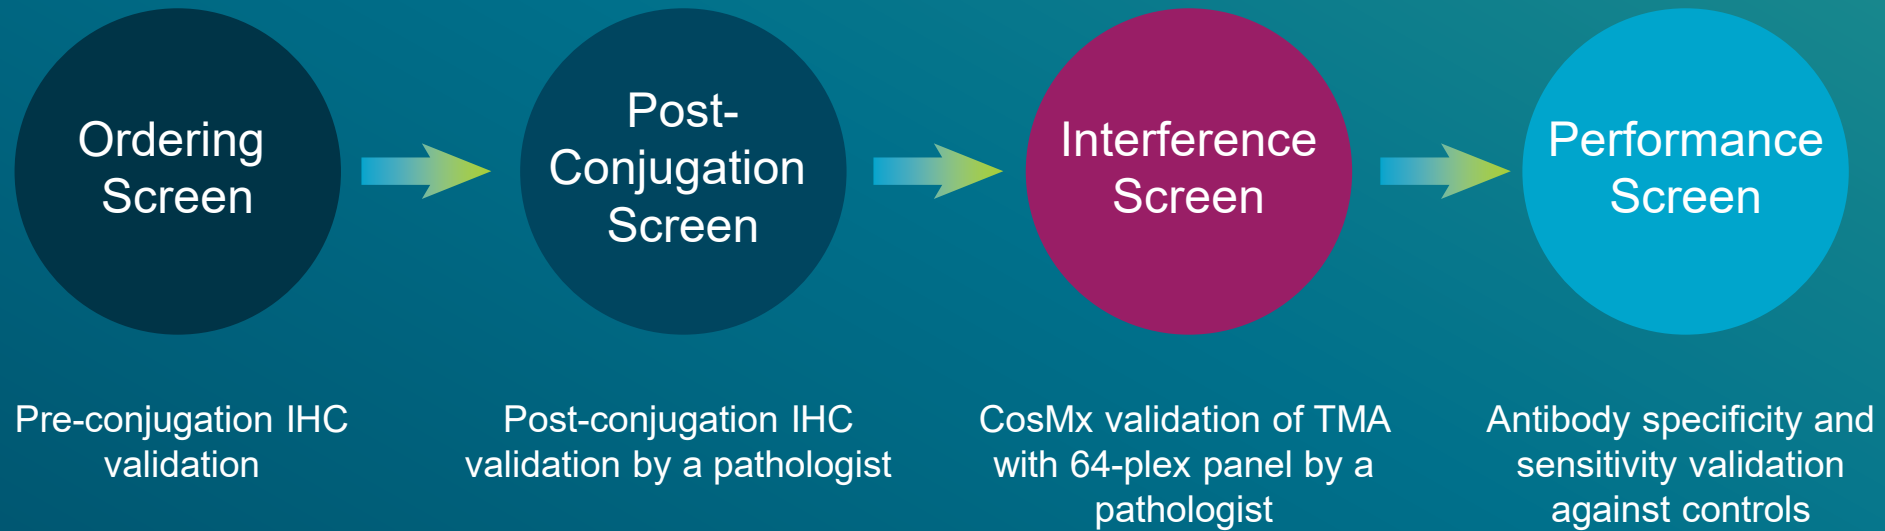 Ordering
Screen
Post-
Conjugation
Screen
Interference
Screen
Performance
Screen
Pre-conjugation IHC
validation
Post-conjugation IHC
validation by a pathologist
CosMx validation of TMA
with 64-plex panel by a
pathologist
Antibody specificity and
sensitivity validation
against controls